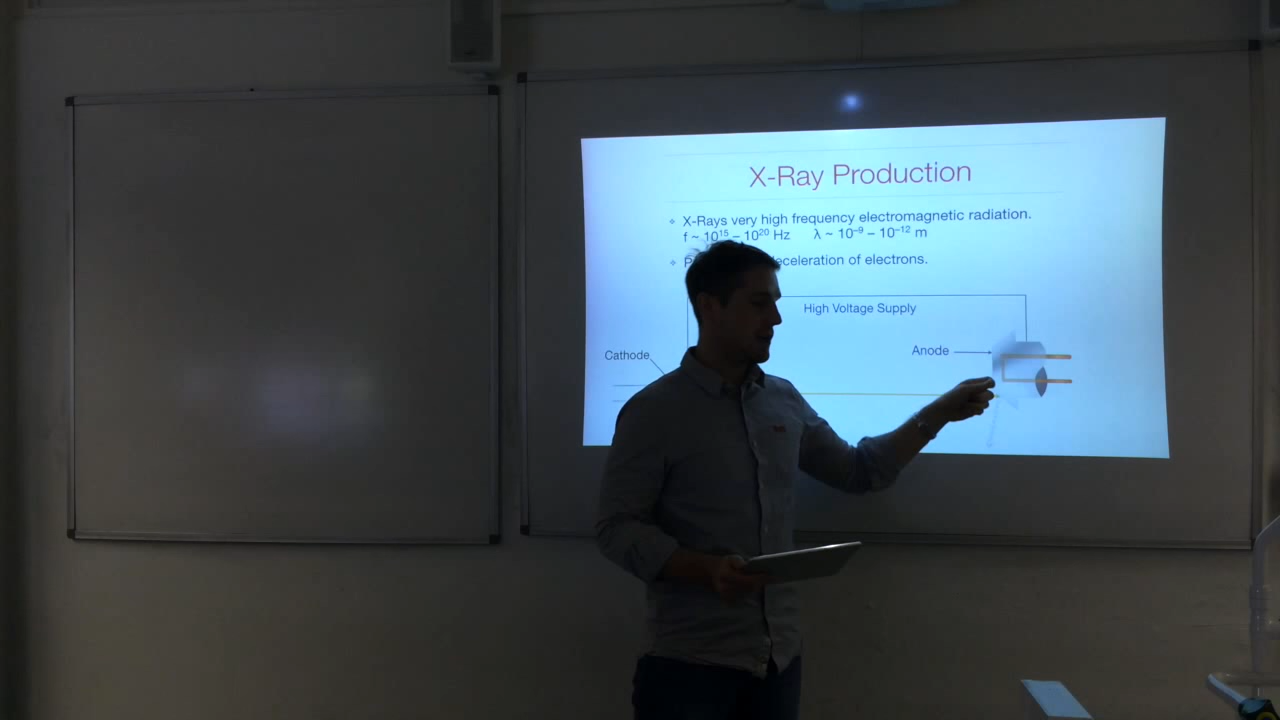 X-Ray Production
X-Rays very high frequency electromagnetic radiation.
f ~ 10¹⁵ – 10²⁰ Hz λ ~ 10⁻⁹ – 10⁻¹² m
deceleration of electrons.
High Voltage Supply
Anode
Cathode